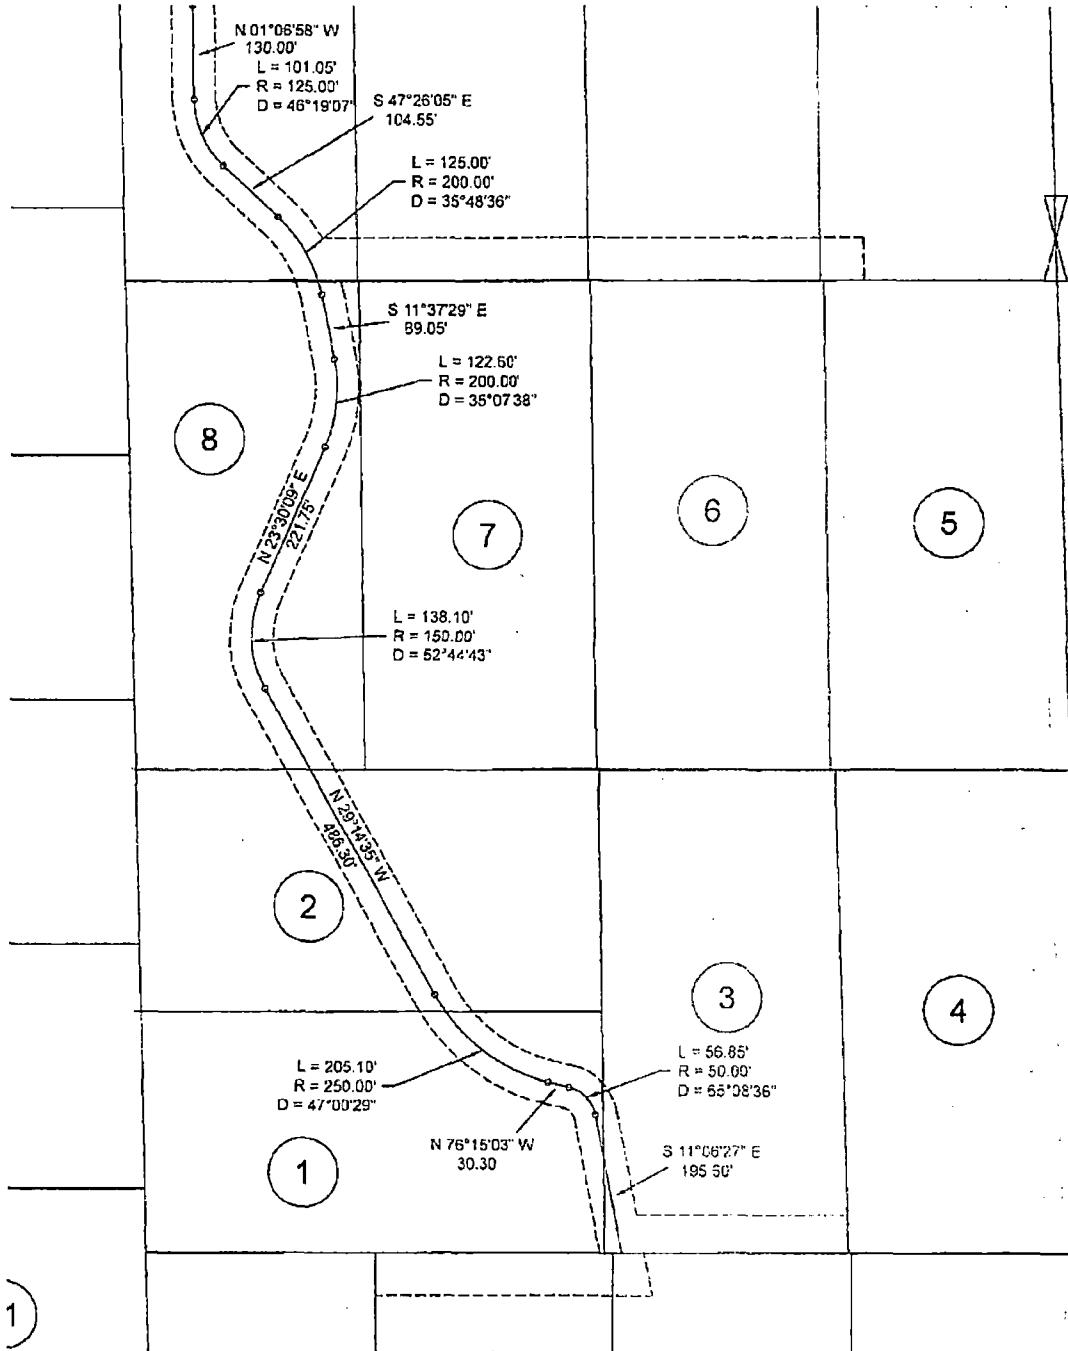 N 01°06'58" W
130.00'
L = 101.05'
R = 125.00'
D = 46°19'07"
S 47°26'05" E
104.55'
L = 125.00'
R = 200.00'
D = 35°48'36"
S 11°37'29" E
89.05'
L = 122.60'
R = 200.00'
D = 35°07'38"
8
7
6
5
N 23°30'09" E
221.75'
L = 138.10'
R = 150.00'
D = 52°44'43"
N 29°14'35" W
486.30'
2
3
4
L = 205.10'
R = 250.00'
D = 47°00'29"
L = 56.85'
R = 50.00'
D = 65°08'36"
N 76°15'03" W
30.30
S 11°06'27" E
195.60'
1
1